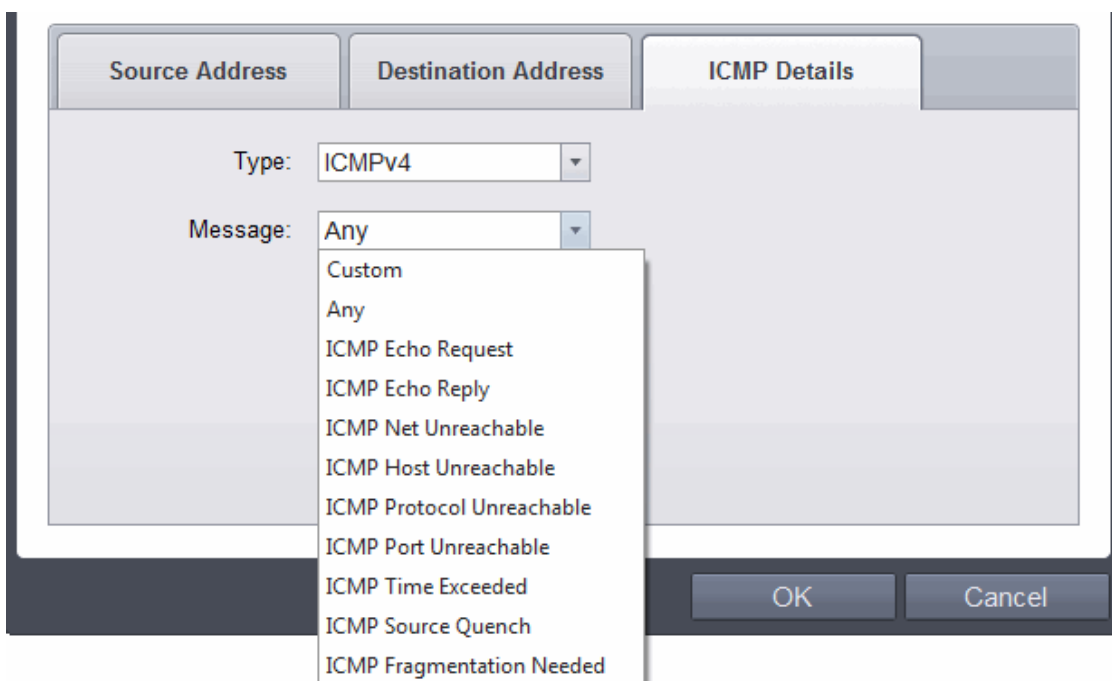 Source Address
Destination Address
ICMP Details
Type: ICMPv4
Message: Any
Custom
Any
ICMP Echo Request
ICMP Echo Reply
ICMP Net Unreachable
ICMP Host Unreachable
ICMP Protocol Unreachable
ICMP Port Unreachable
ICMP Time Exceeded
OK
Cancel
ICMP Source Quench
ICMP Fragmentation Needed